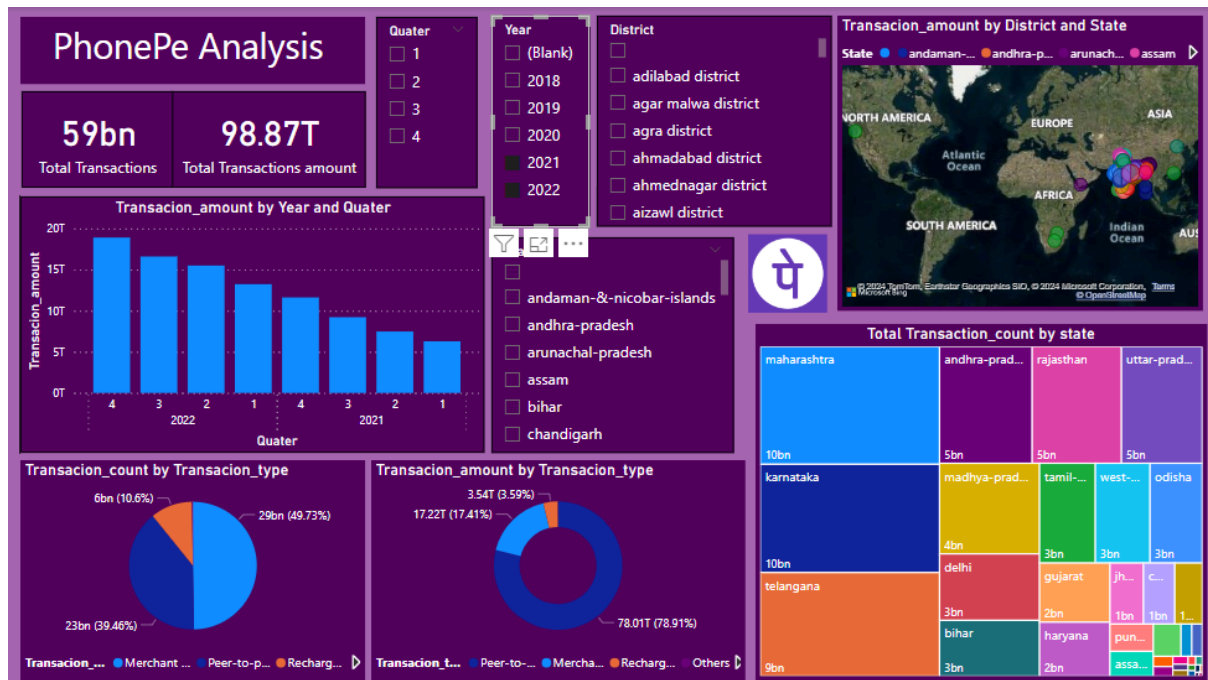 PhonePe Analysis
59bn
Total Transactions
98.87T
Total Transactions amount
Quater
1
2
3
4
Year
(Blank)
2018
2019
2020
2021
2022
District
adilabad district
agar malwa district
agra district
ahmadabad district
ahmednagar district
aizawl district
Transacion_amount by District and State
State andaman-... andhra-p... arunach... assam
NORTH AMERICA
EUROPE
ASIA
Atlantic
Ocean
AFRICA
SOUTH AMERICA
Indian
Ocean
AUS
© 2024 TomTom, Earthstar Geographics SIO, © 2024 Microsoft Corporation, Terms
Microsoft Bing
© OpenStreetMap
Transacion_amount by Year and Quater
Transacion_amount
20T
15T
10T
5T
0T
4 3 2 1 4 3 2 1
2022 2021
Quater
andaman-&-nicobar-islands
andhra-pradesh
arunachal-pradesh
assam
bihar
chandigarh
पे
Transacion_count by Transacion_type
6bn (10.6%)
29bn (49.73%)
23bn (39.46%)
Transacion_... Merchant ... Peer-to-p... Recharg...
Transacion_amount by Transacion_type
3.54T (3.59%)
17.22T (17.41%)
78.01T (78.91%)
Transacion_t... Peer-to-... Mercha... Recharg... Others
Total Transaction_count by state
maharashtra
10bn
karnataka
10bn
telangana
9bn
andhra-prad...
5bn
rajasthan
5bn
uttar-prad...
5bn
madhya-prad...
4bn
tamil-...
3bn
west-...
3bn
odisha
3bn
delhi
3bn
bihar
3bn
gujarat
2bn
haryana
2bn
jh...
1bn
c...
1bn
1...
pun...
assa...